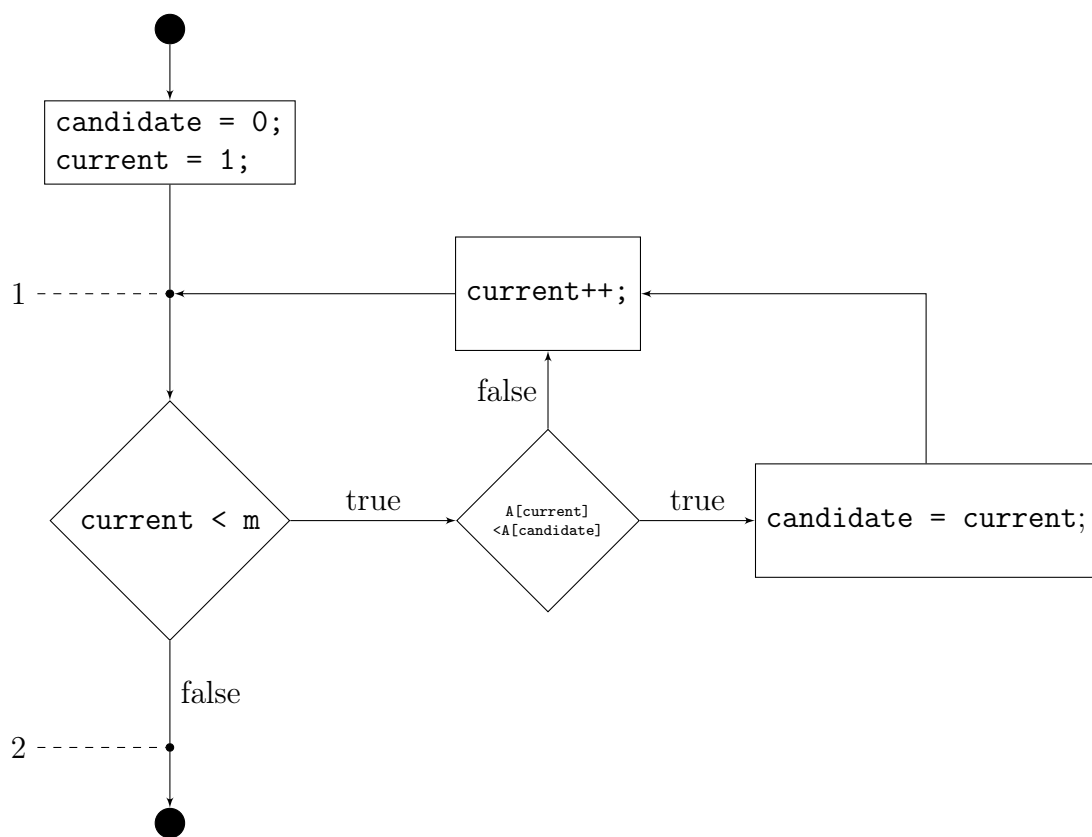 candidate = 0;
current = 1;
1
current++;
false
current < m
true
A[current]
<A[candidate]
true
candidate = current;
false
2